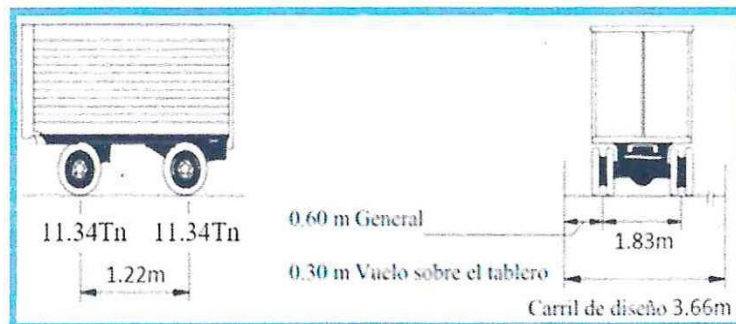 11.34Tn 11.34Tn
1.22m
0.60 m General
0.30 m Vuelo sobre el tablero
1.83m
Carril de diseño 3.66m